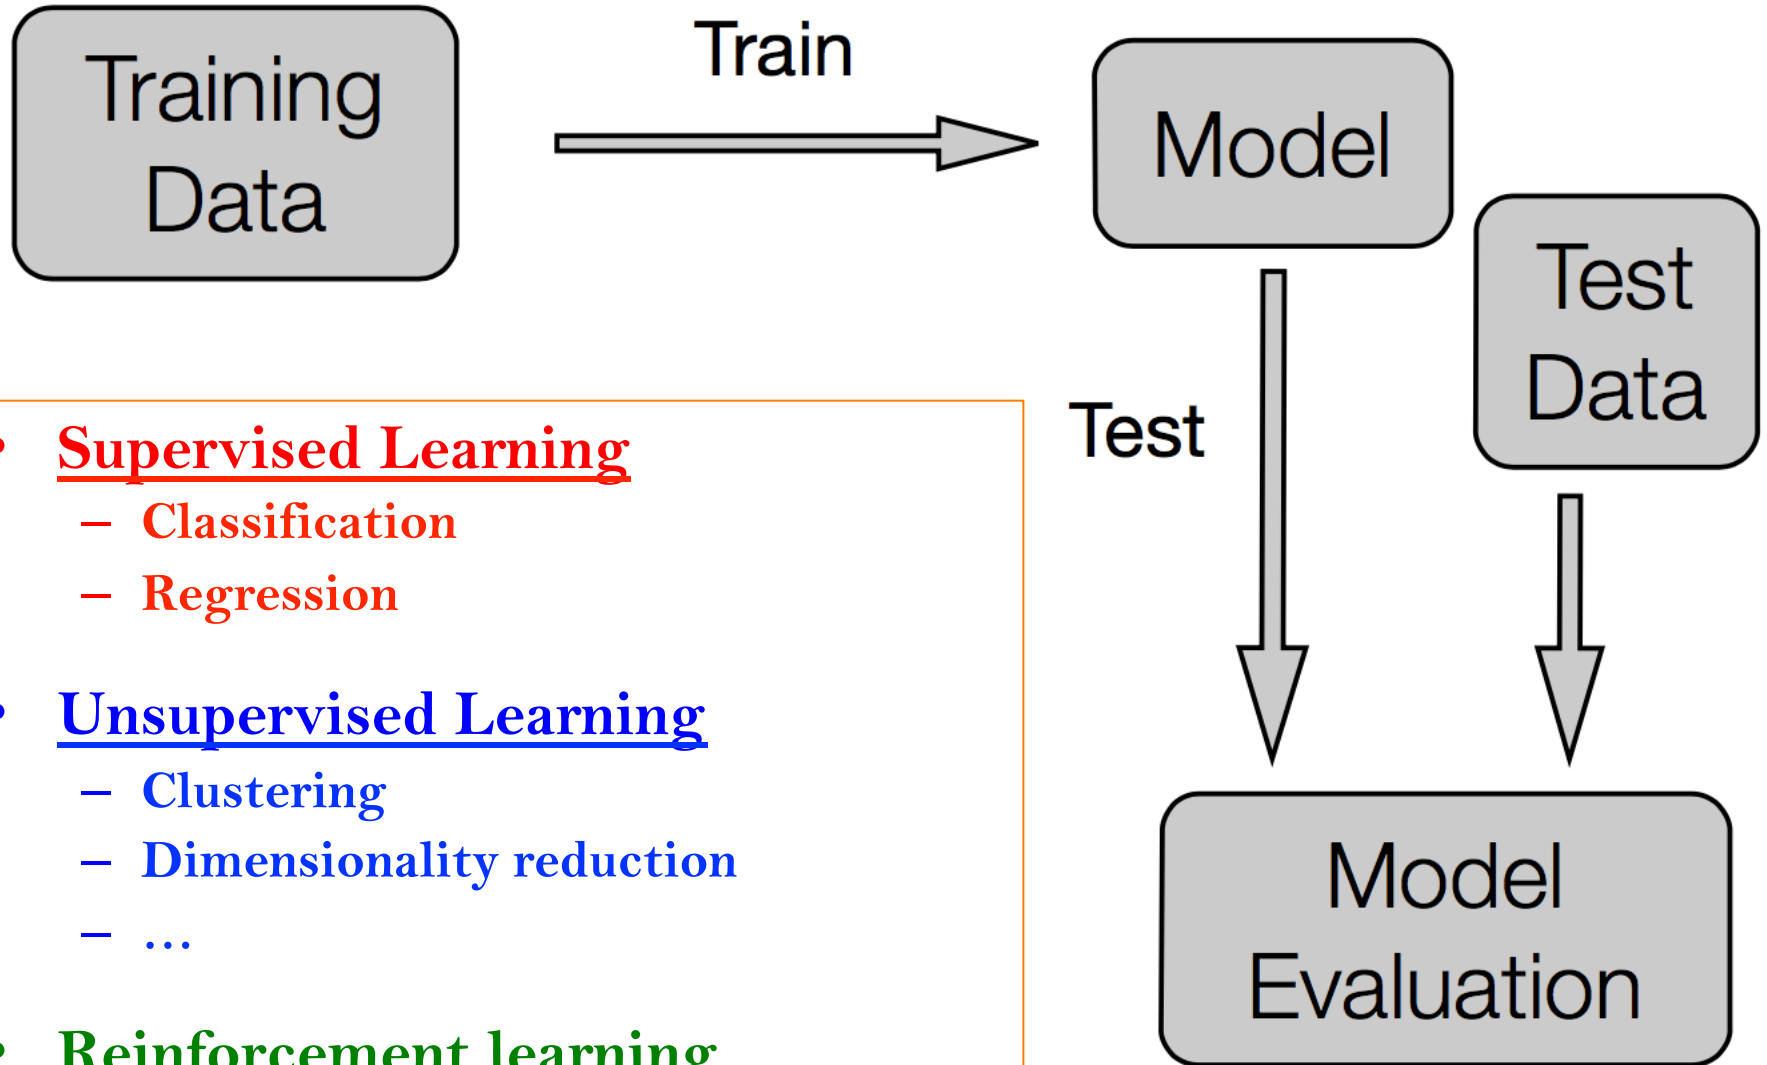 Training
Data
Train
Model
Test
Data
Test
Model
Evaluation
• Supervised Learning
– Classification
– Regression
• Unsupervised Learning
– Clustering
– Dimensionality reduction
– …
• Reinforcement learning